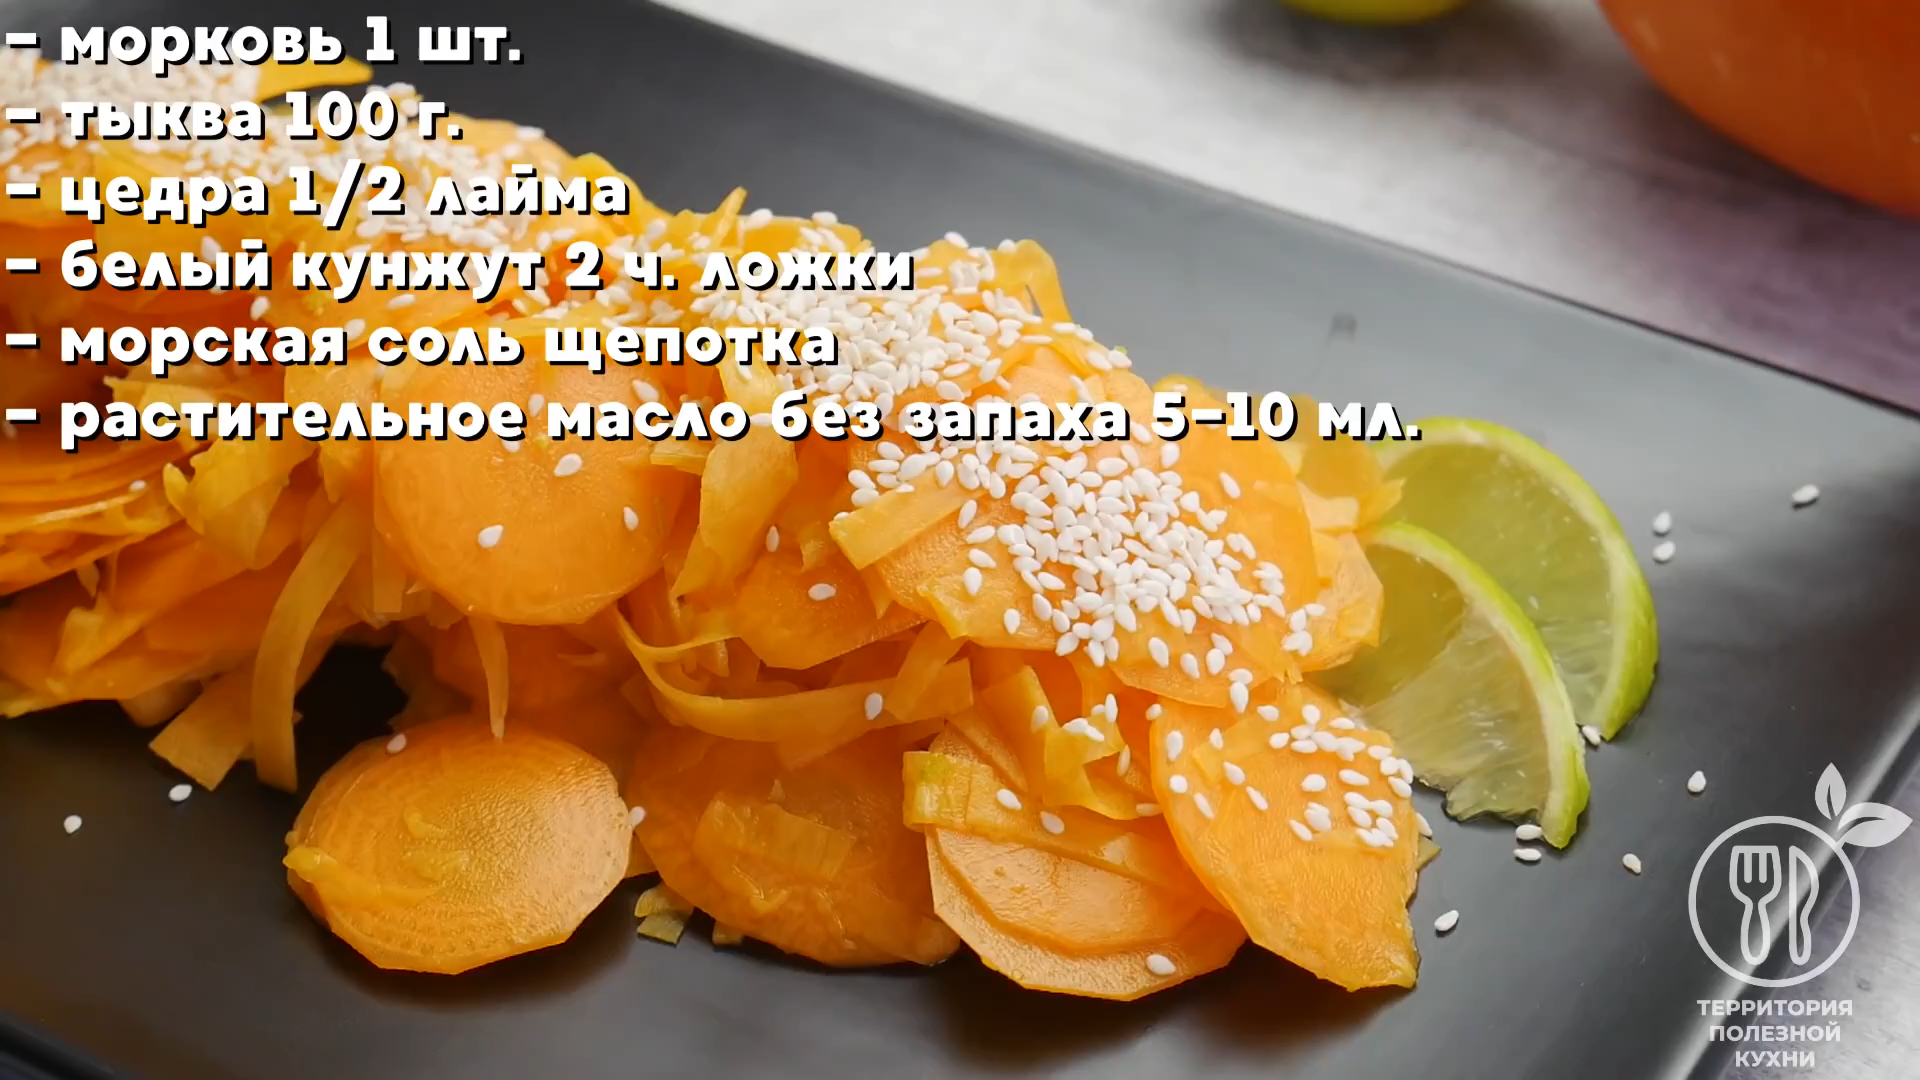 - морковь 1 шт.
- тыква 100 г.
- цедра 1/2 лайма
- белый кунжут 2 ч. ложки
- морская соль щепотка
- растительное масло без запаха 5-10 мл.
ТЕРРИТОРИЯ
ПОЛЕЗНОЙ
КУХНИ